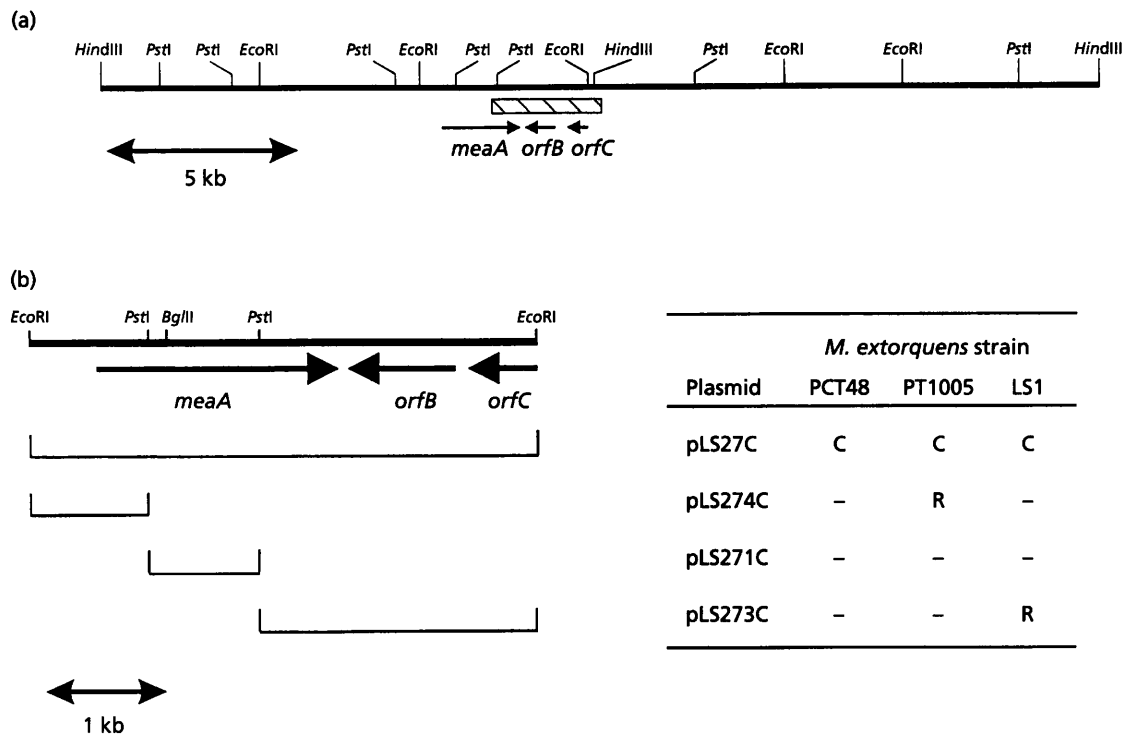 (a)
HindIII PstI PstI EcoRI PstI EcoRI PstI PstI EcoRI HindIII PstI EcoRI EcoRI PstI HindIII
meaA orfB orfC
5 kb
(b)
EcoRI PstI BglII PstI EcoRI
meaA orfB orfC
1 kb
M. extorquens strain
Plasmid PCT48 PT1005 LS1
pLS27C C C C
pLS274C – R –
pLS271C – – –
pLS273C – – R